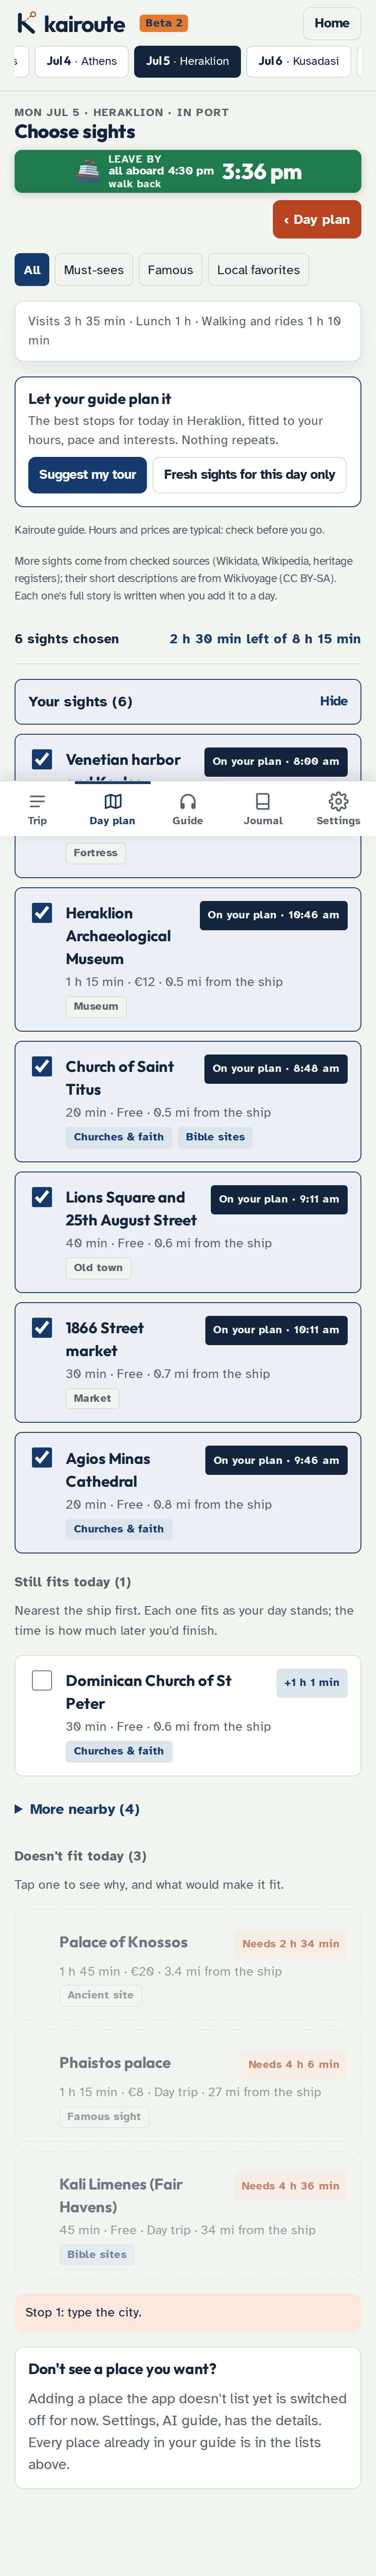 kairoute
Beta 2
Home
s
Jul 4 · Athens
Jul 5 · Heraklion
Jul 6 · Kusadasi
MON JUL 5 · HERAKLION · IN PORT
Choose sights
LEAVE BY
all aboard 4:30 pm
walk back
3:36 pm
‹ Day plan
All
Must-sees
Famous
Local favorites
Visits 3 h 35 min · Lunch 1 h · Walking and rides 1 h 10
min
Let your guide plan it
The best stops for today in Heraklion, fitted to your
hours, pace and interests. Nothing repeats.
Suggest my tour
Fresh sights for this day only
Kairoute guide. Hours and prices are typical: check before you go.
More sights come from checked sources (Wikidata, Wikipedia, heritage
registers); their short descriptions are from Wikivoyage (CC BY-SA).
Each one's full story is written when you add it to a day.
6 sights chosen
2 h 30 min left of 8 h 15 min
Your sights (6)
Hide
Venetian harbor
On your plan · 8:00 am
Trip
Day plan
Guide
Journal
Settings
Fortress
Heraklion
Archaeological
Museum
On your plan · 10:46 am
1 h 15 min · €12 · 0.5 mi from the ship
Museum
Church of Saint
Titus
On your plan · 8:48 am
20 min · Free · 0.5 mi from the ship
Churches & faith
Bible sites
Lions Square and
25th August Street
On your plan · 9:11 am
40 min · Free · 0.6 mi from the ship
Old town
1866 Street
market
On your plan · 10:11 am
30 min · Free · 0.7 mi from the ship
Market
Agios Minas
Cathedral
On your plan · 9:46 am
20 min · Free · 0.8 mi from the ship
Churches & faith
Still fits today (1)
Nearest the ship first. Each one fits as your day stands; the
time is how much later you'd finish.
Dominican Church of St
Peter
+1 h 1 min
30 min · Free · 0.6 mi from the ship
Churches & faith
More nearby (4)
Doesn't fit today (3)
Tap one to see why, and what would make it fit.
Palace of Knossos
Needs 2 h 34 min
1 h 45 min · €20 · 3.4 mi from the ship
Ancient site
Phaistos palace
Needs 4 h 6 min
1 h 15 min · €8 · Day trip · 27 mi from the ship
Famous sight
Kali Limenes (Fair
Havens)
Needs 4 h 36 min
45 min · Free · Day trip · 34 mi from the ship
Bible sites
Stop 1: type the city.
Don't see a place you want?
Adding a place the app doesn't list yet is switched
off for now. Settings, AI guide, has the details.
Every place already in your guide is in the lists
above.